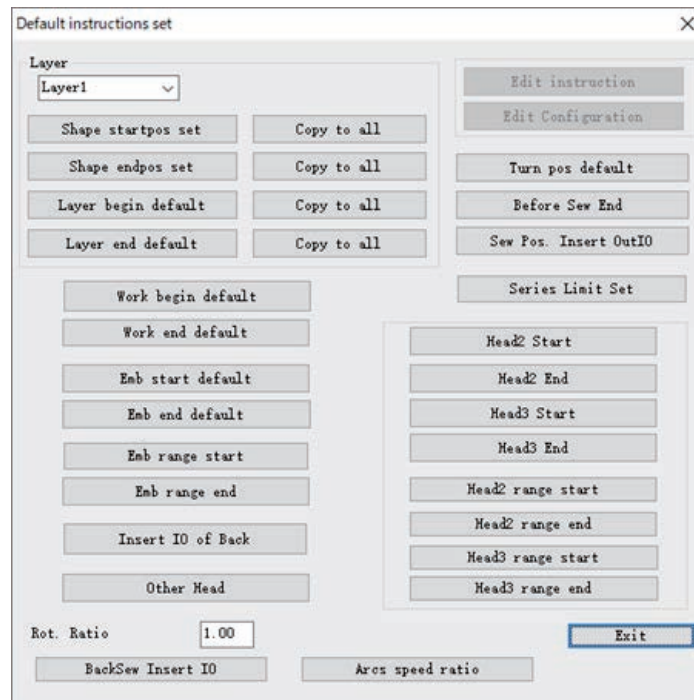 Default instructions set
Layer
Layer1
Edit instruction
Edit Configuration
Shape startpos set
Copy to all
Shape endpos set
Copy to all
Layer begin default
Copy to all
Layer end default
Copy to all
Turn pos default
Before Sew End
Sew Pos. Insert OutIO
Series Limit Set
Work begin default
Work end default
Emb start default
Emb end default
Emb range start
Emb range end
Insert IO of Back
Other Head
Head2 Start
Head2 End
Head3 Start
Head3 End
Head2 range start
Head2 range end
Head3 range start
Head3 range end
Rot. Ratio
1.00
Exit
BackSew Insert IO
Arcs speed ratio